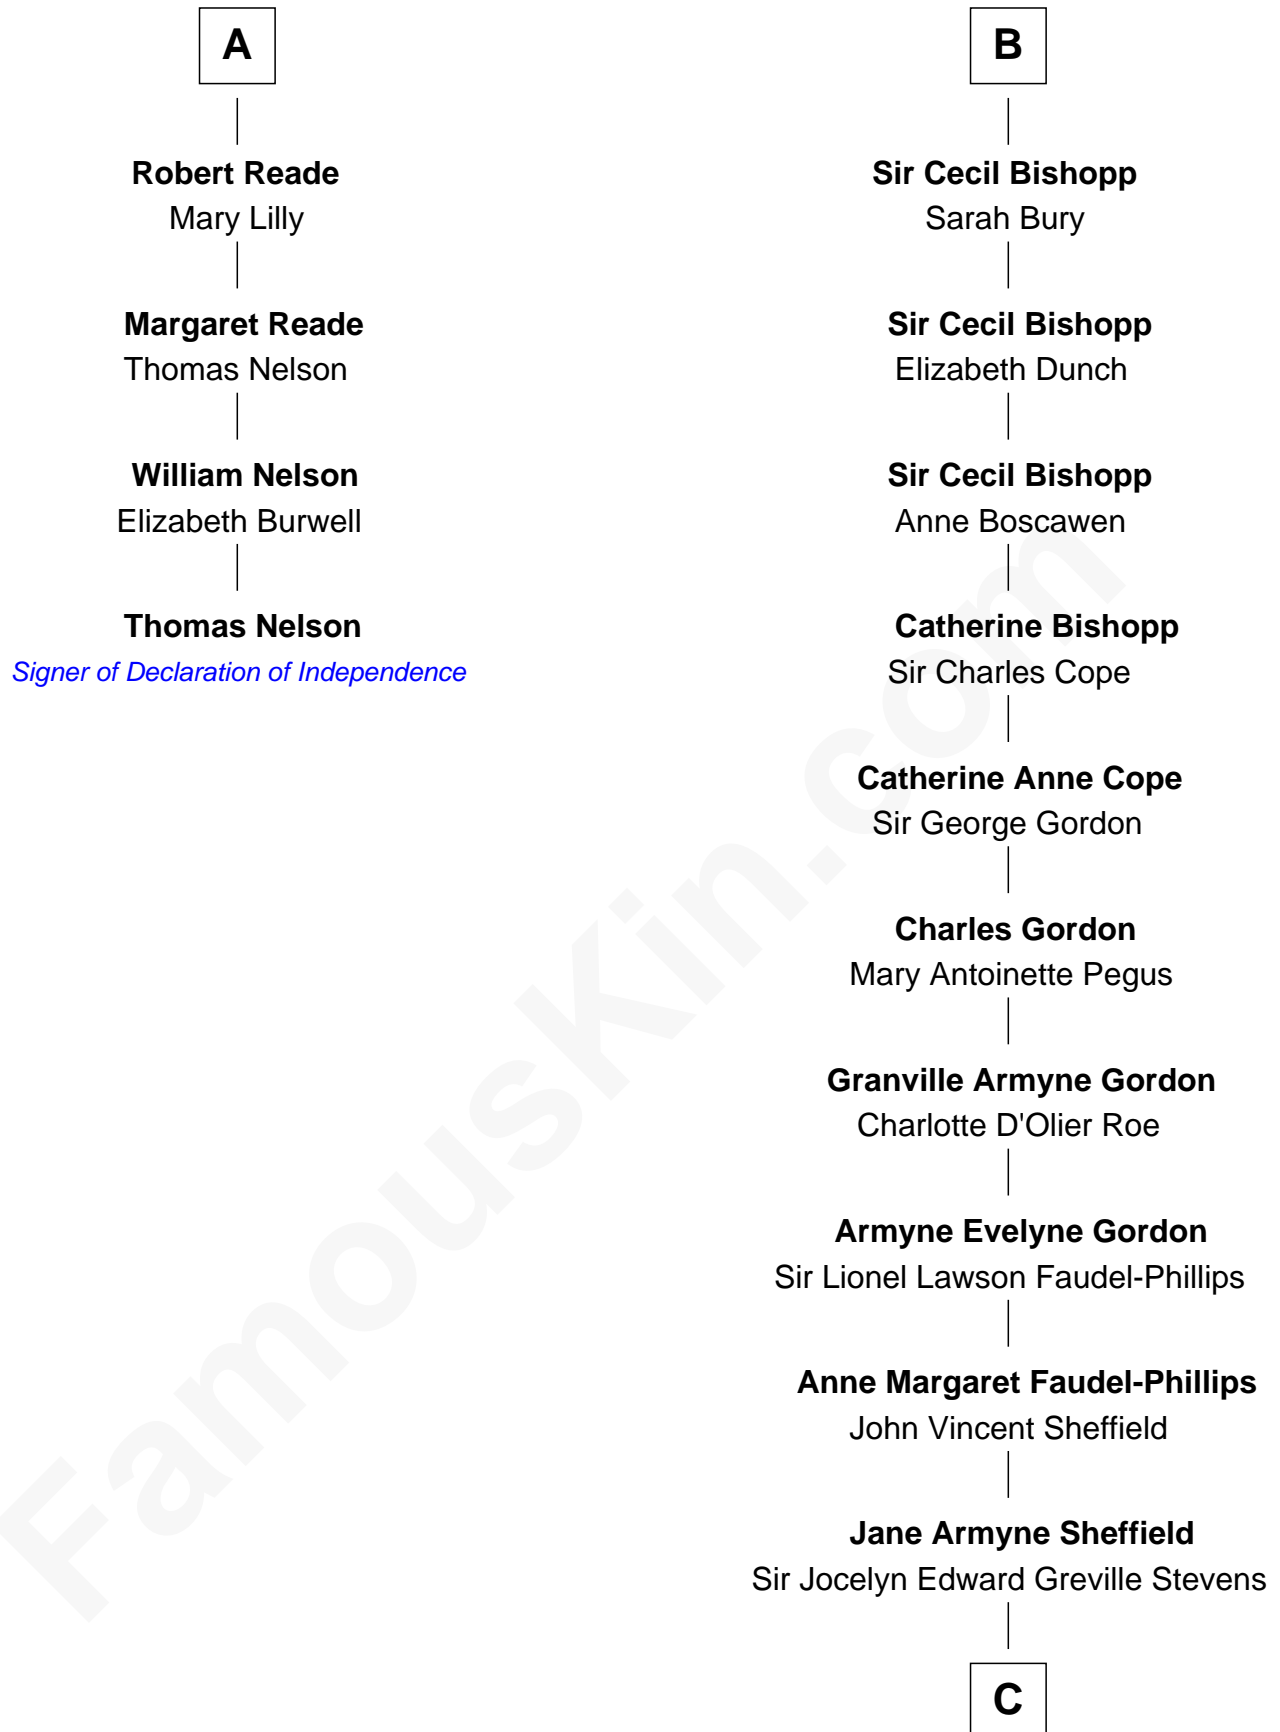 A
Robert Reade
Mary Lilly
Margaret Reade
Thomas Nelson
William Nelson
Elizabeth Burwell
Thomas Nelson
Signer of Declaration of Independence
B
Sir Cecil Bishopp
Sarah Bury
Sir Cecil Bishopp
Elizabeth Dunch
Sir Cecil Bishopp
Anne Boscawen
Catherine Bishopp
Sir Charles Cope
Catherine Anne Cope
Sir George Gordon
Charles Gordon
Mary Antoinette Pegus
Granville Armyne Gordon
Charlotte D'Olier Roe
Armyne Evelyne Gordon
Sir Lionel Lawson Faudel-Phillips
Anne Margaret Faudel-Phillips
John Vincent Sheffield
Jane Armyne Sheffield
Sir Jocelyn Edward Greville Stevens
C
FamousKin.com